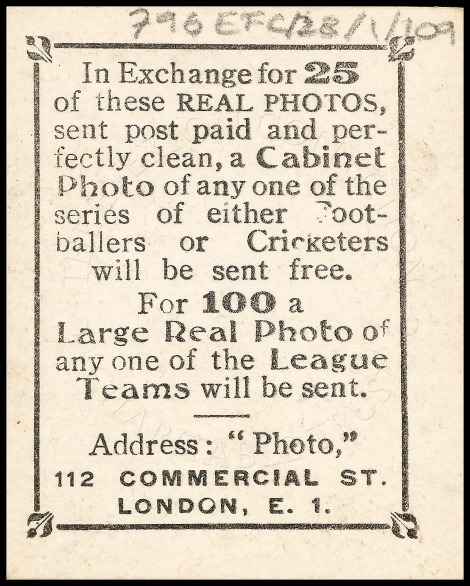 796 EFC/28/1/109
In Exchange for 25
of these REAL PHOTOS,
sent post paid and per-
fectly clean, a Cabinet
Photo of any one of the
series of either Foot-
ballers or Cricketers
will be sent free.
For 100 a
Large Real Photo of
any one of the League
Teams will be sent.
Address: "Photo,"
112 COMMERCIAL ST.
LONDON, E. 1.